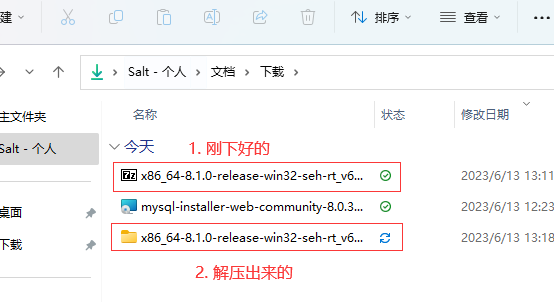 建
排序
查看
Salt - 个人 > 文档 > 下载 >
主文件夹
名称
状态
修改日期
Salt - 个人
今天
1. 刚下好的
7z
x86_64-8.1.0-release-win32-seh-rt_v6...
2023/6/13 13:11
mysql-installer-web-community-8.0.3...
2023/6/13 12:23
桌面
x86_64-8.1.0-release-win32-seh-rt_v6...
2023/6/13 13:18
下载
2. 解压出来的